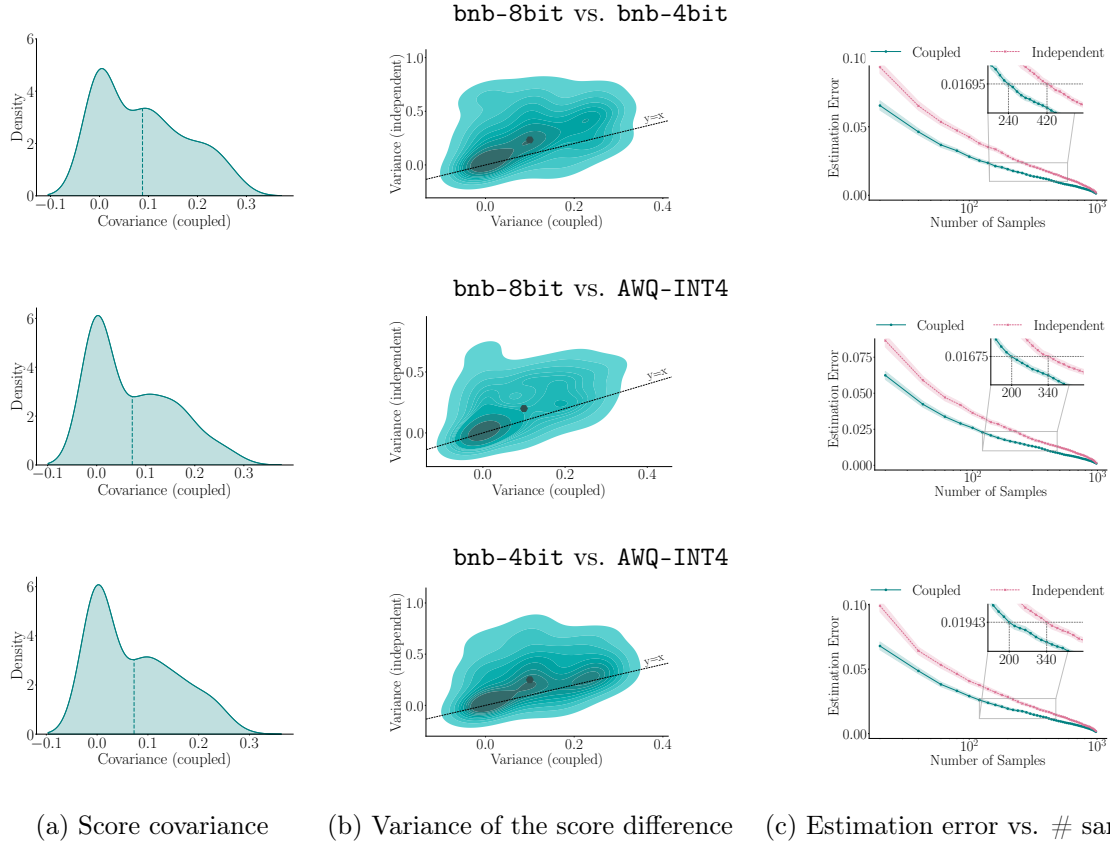 bnb-8bit vs. bnb-4bit
6
4
2
0
Density
−0.1 0.0 0.1 0.2 0.3
Covariance (coupled)
1.0
0.5
0.0
Variance (independent)
y=x
0.0 0.2 0.4
Variance (coupled)
Coupled Independent
0.10
0.05
0.00
Estimation Error
0.01695
240 420
10² 10³
Number of Samples
bnb-8bit vs. AWQ-INT4
6
4
2
0
Density
−0.1 0.0 0.1 0.2 0.3
Covariance (coupled)
1.0
0.5
0.0
Variance (independent)
y=x
0.0 0.2 0.4 0.6
Variance (coupled)
Coupled Independent
0.075
0.050
0.025
0.000
Estimation Error
0.01675
200 340
10² 10³
Number of Samples
bnb-4bit vs. AWQ-INT4
6
4
2
0
Density
−0.1 0.0 0.1 0.2 0.3
Covariance (coupled)
1.0
0.5
0.0
Variance (independent)
y=x
0.0 0.2 0.4
Variance (coupled)
Coupled Independent
0.10
0.05
0.00
Estimation Error
0.01943
200 340
10² 10³
Number of Samples
(a) Score covariance (b) Variance of the score difference (c) Estimation error vs. #